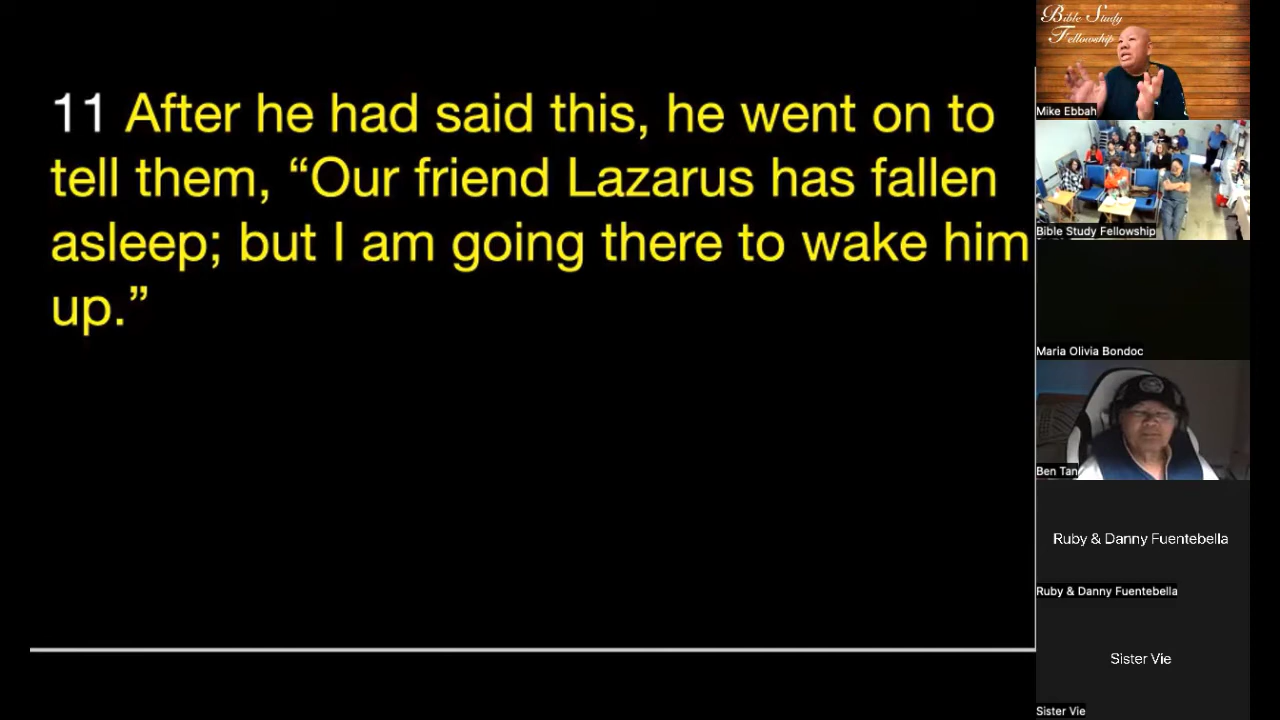 11 After he had said this, he went on to
tell them, “Our friend Lazarus has fallen
asleep; but I am going there to wake him
up.”
Bible Study
Fellowship
Mike Ebbah
Bible Study Fellowship
Maria Olivia Bondoc
Ben Tan
Ruby & Danny Fuentebella
Ruby & Danny Fuentebella
Sister Vie
Sister Vie